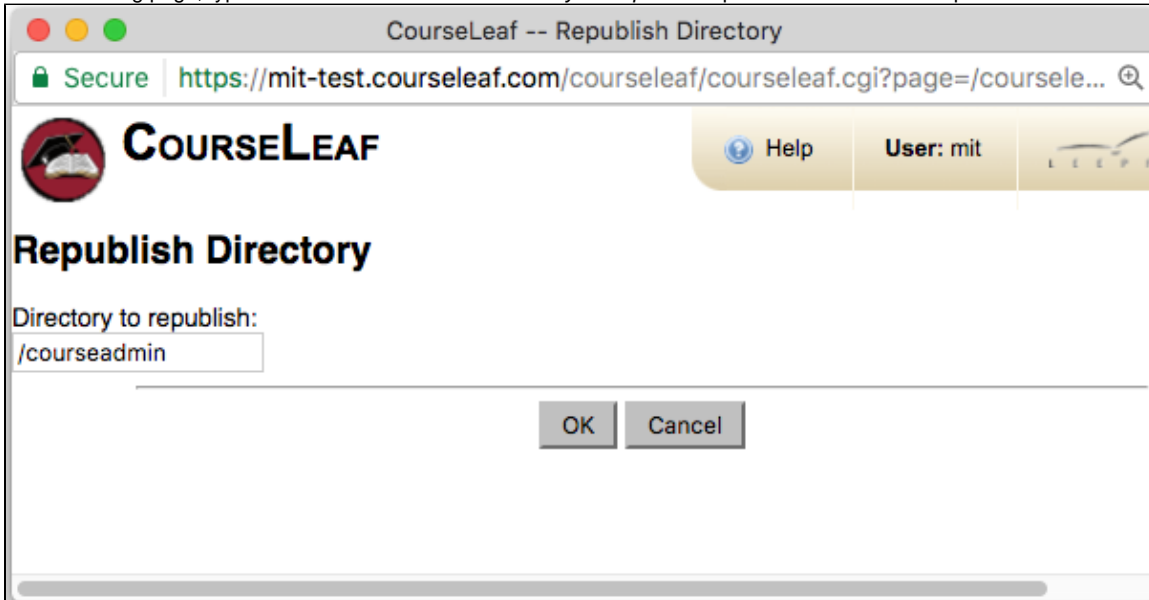 CourseLeaf -- Republish Directory
Secure https://mit-test.courseleaf.com/courseleaf/courseleaf.cgi?page=/coursele...
COURSELEAF
Help User: mit
Republish Directory
Directory to republish:
/courseadmin
OK Cancel